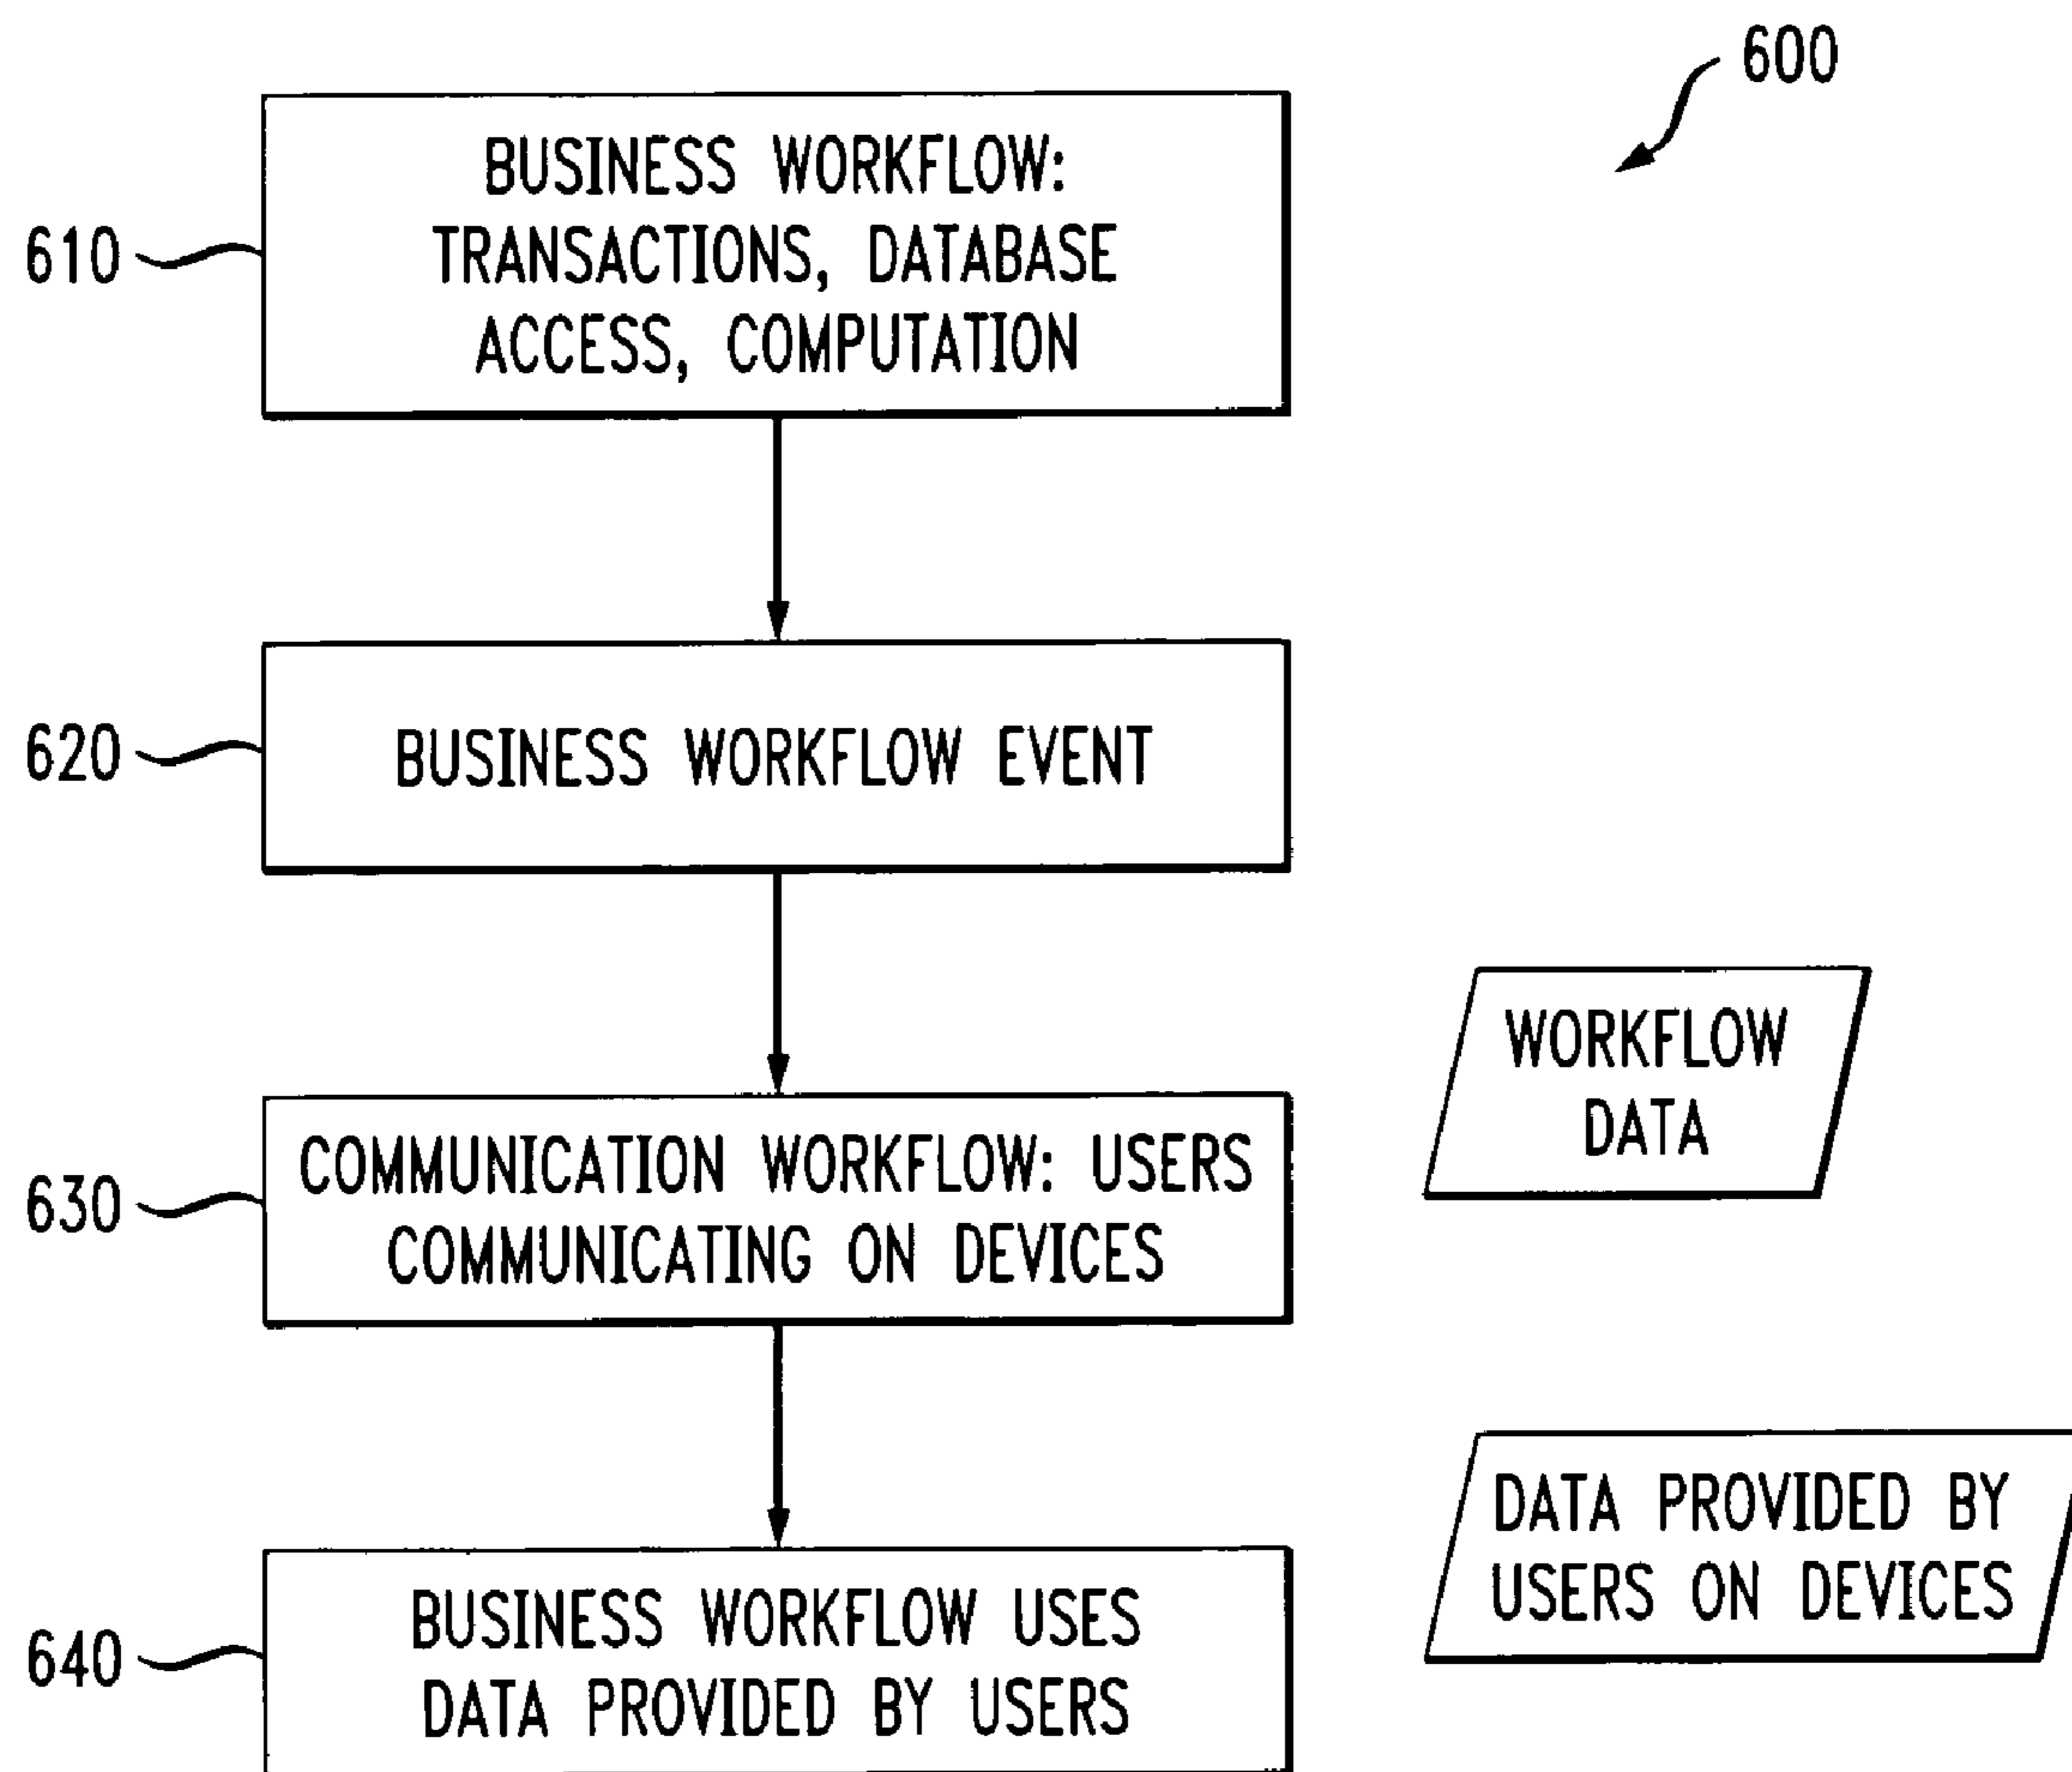 600
610
BUSINESS WORKFLOW:
TRANSACTIONS, DATABASE
ACCESS, COMPUTATION
620
BUSINESS WORKFLOW EVENT
WORKFLOW
DATA
630
COMMUNICATION WORKFLOW: USERS
COMMUNICATING ON DEVICES
DATA PROVIDED BY
USERS ON DEVICES
640
BUSINESS WORKFLOW USES
DATA PROVIDED BY USERS